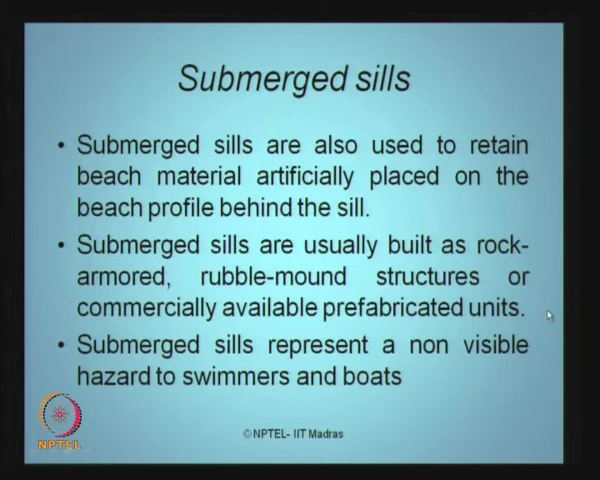 Submerged sills
• Submerged sills are also used to retain
beach material artificially placed on the
beach profile behind the sill.
• Submerged sills are usually built as rock-
armored, rubble-mound structures or
commercially available prefabricated units.
• Submerged sills represent a non visible
hazard to swimmers and boats
NPTEL
© NPTEL- IIT Madras